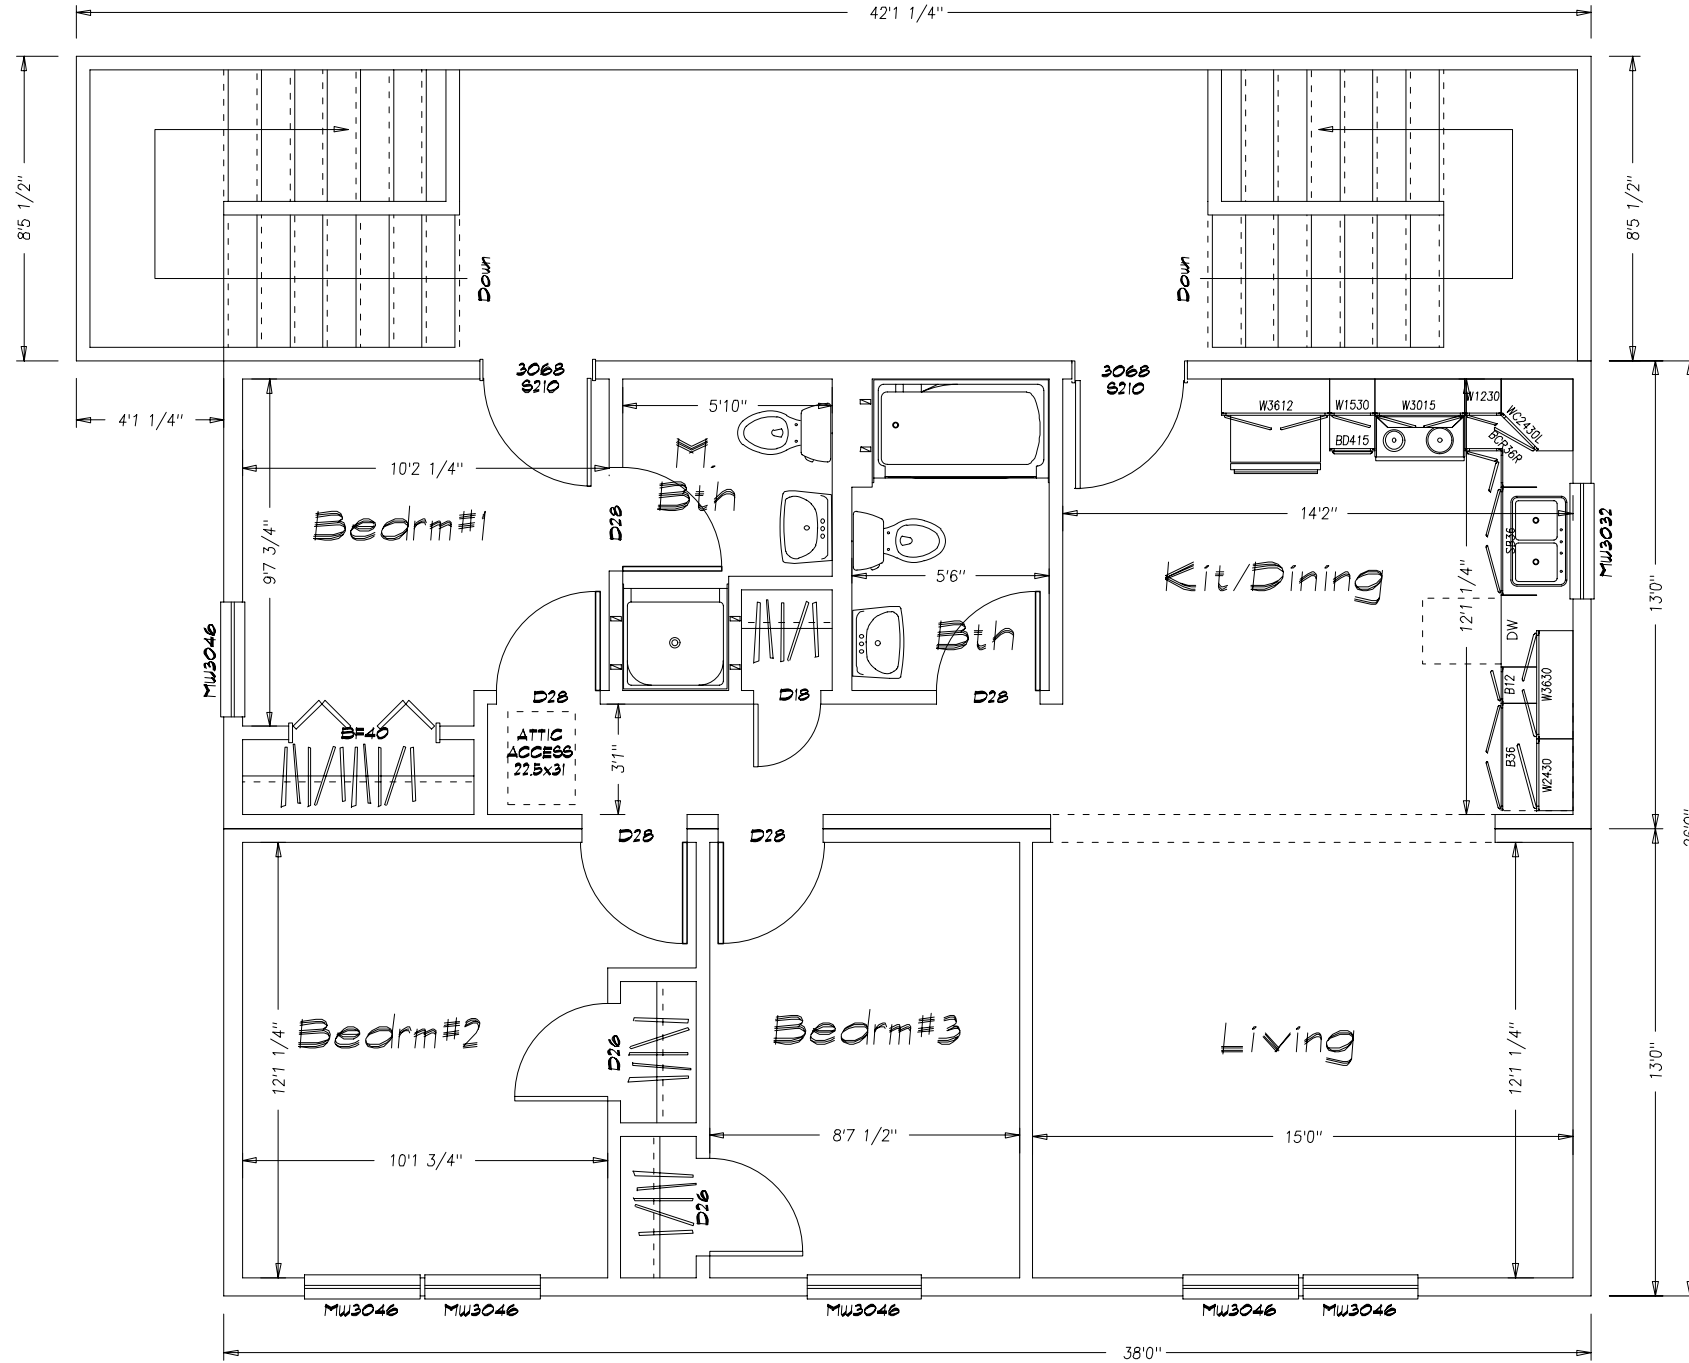 42'1 1/4"
8'5 1/2"
8'5 1/2"
Down
Down
3068
S210
3068
S210
4'1 1/4"
5'10"
W3612
W1530
W3015
W1230
WC2430L
BD415
BCR36R
10'2 1/4"
M.
Bth
Bedrm#1
D28
14'2"
SB36
MW3032
9'7 3/4"
5'6"
Kit/Dining
12'1 1/4"
13'0"
MW3046
Bth
DW
D28
D18
D28
B12
W3630
BF40
ATTIC
ACCESS
22.5x31
3'1"
B36
W2430
D28
D28
26'0"
Bedrm#2
Bedrm#3
Living
12'1 1/4"
D26
12'1 1/4"
13'0"
8'7 1/2"
15'0"
10'1 3/4"
D26
MW3046
MW3046
MW3046
MW3046
MW3046
38'0"